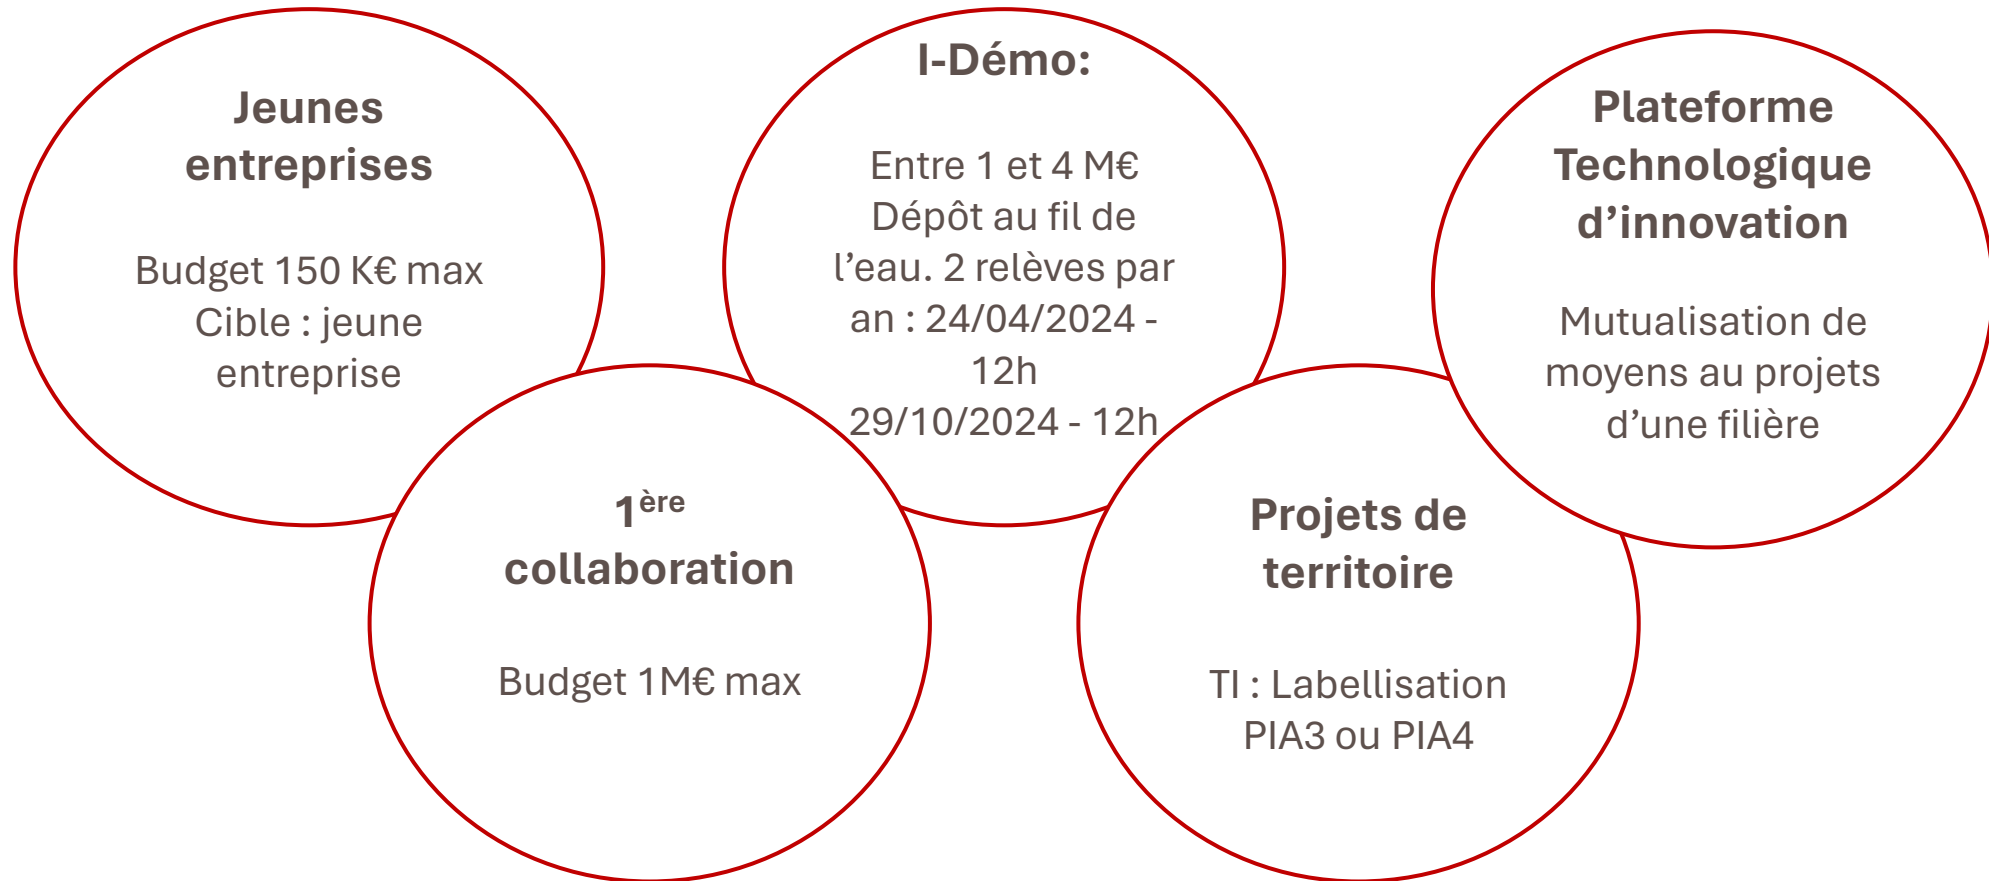 Jeunes
entreprises
Budget 150 K€ max
Cible : jeune
entreprise
1ère
collaboration
Budget 1M€ max
I-Démo:
Entre 1 et 4 M€
Dépôt au fil de
l’eau. 2 relèves par
an : 24/04/2024 -
12h
29/10/2024 - 12h
Projets de
territoire
TI : Labellisation
PIA3 ou PIA4
Plateforme
Technologique
d’innovation
Mutualisation de
moyens au projets
d’une filière